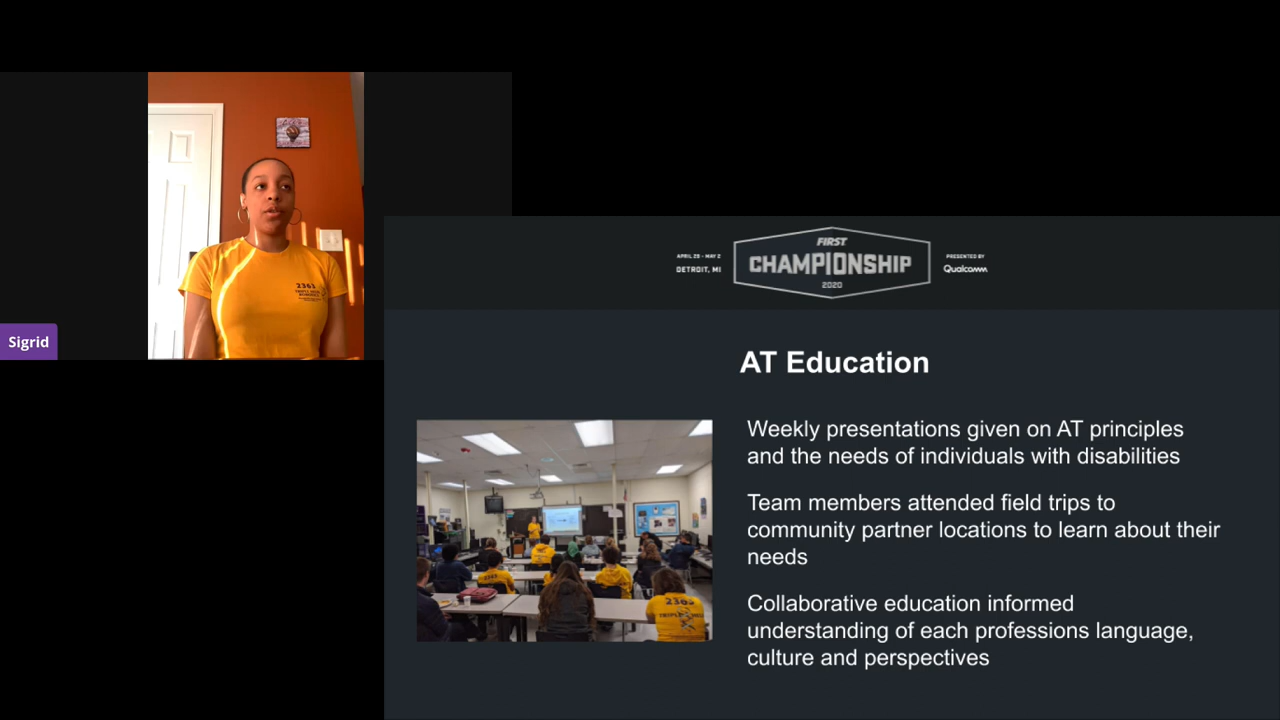 2363
Sigrid
APRIL 29 - MAY 2
DETROIT, MI
FIRST
CHAMPIONSHIP
2020
PRESENTED BY
Qualcomm
AT Education
Weekly presentations given on AT principles
and the needs of individuals with disabilities
Team members attended field trips to
community partner locations to learn about their
needs
Collaborative education informed
understanding of each professions language,
culture and perspectives
2363